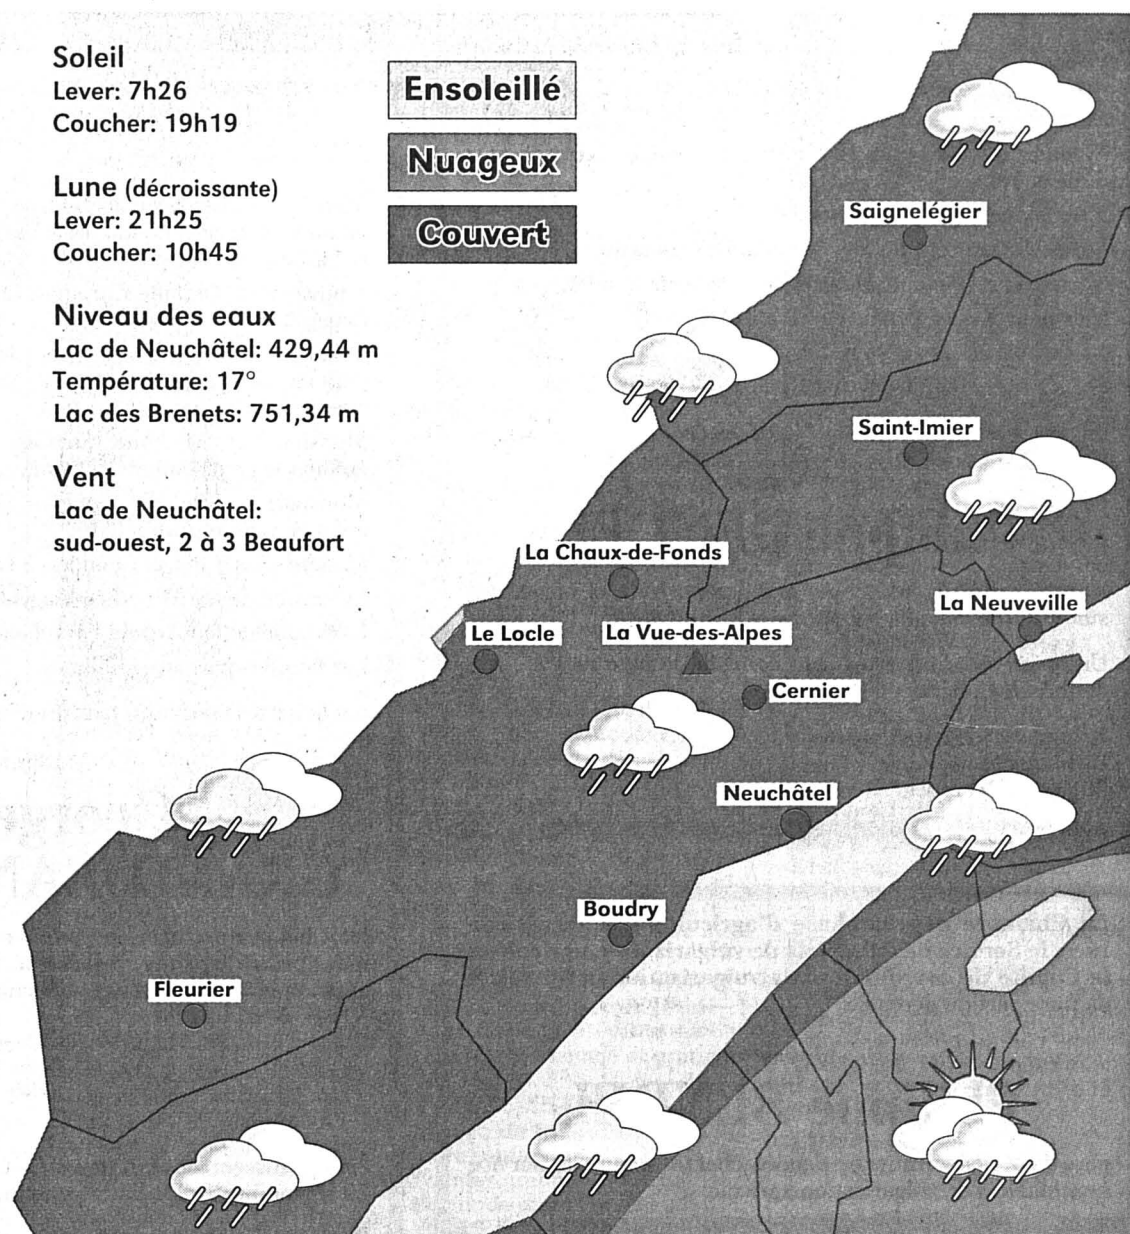 Soleil
Lever: 7h26
Coucher: 19h19
Lune (décroissante)
Lever: 21h25
Coucher: 10h45
Niveau des eaux
Lac de Neuchâtel: 429,44 m
Température: 17°
Lac des Brenets: 751,34 m
Vent
Lac de Neuchâtel:
sud-ouest, 2 à 3 Beaufort
Ensoleillé
Nuageux
Couvert
Saignelégier
Saint-Imier
La Chaux-de-Fonds
La Neuveville
Le Locle
La Vue-des-Alpes
Cernier
Neuchâtel
Boudry
Fleurier